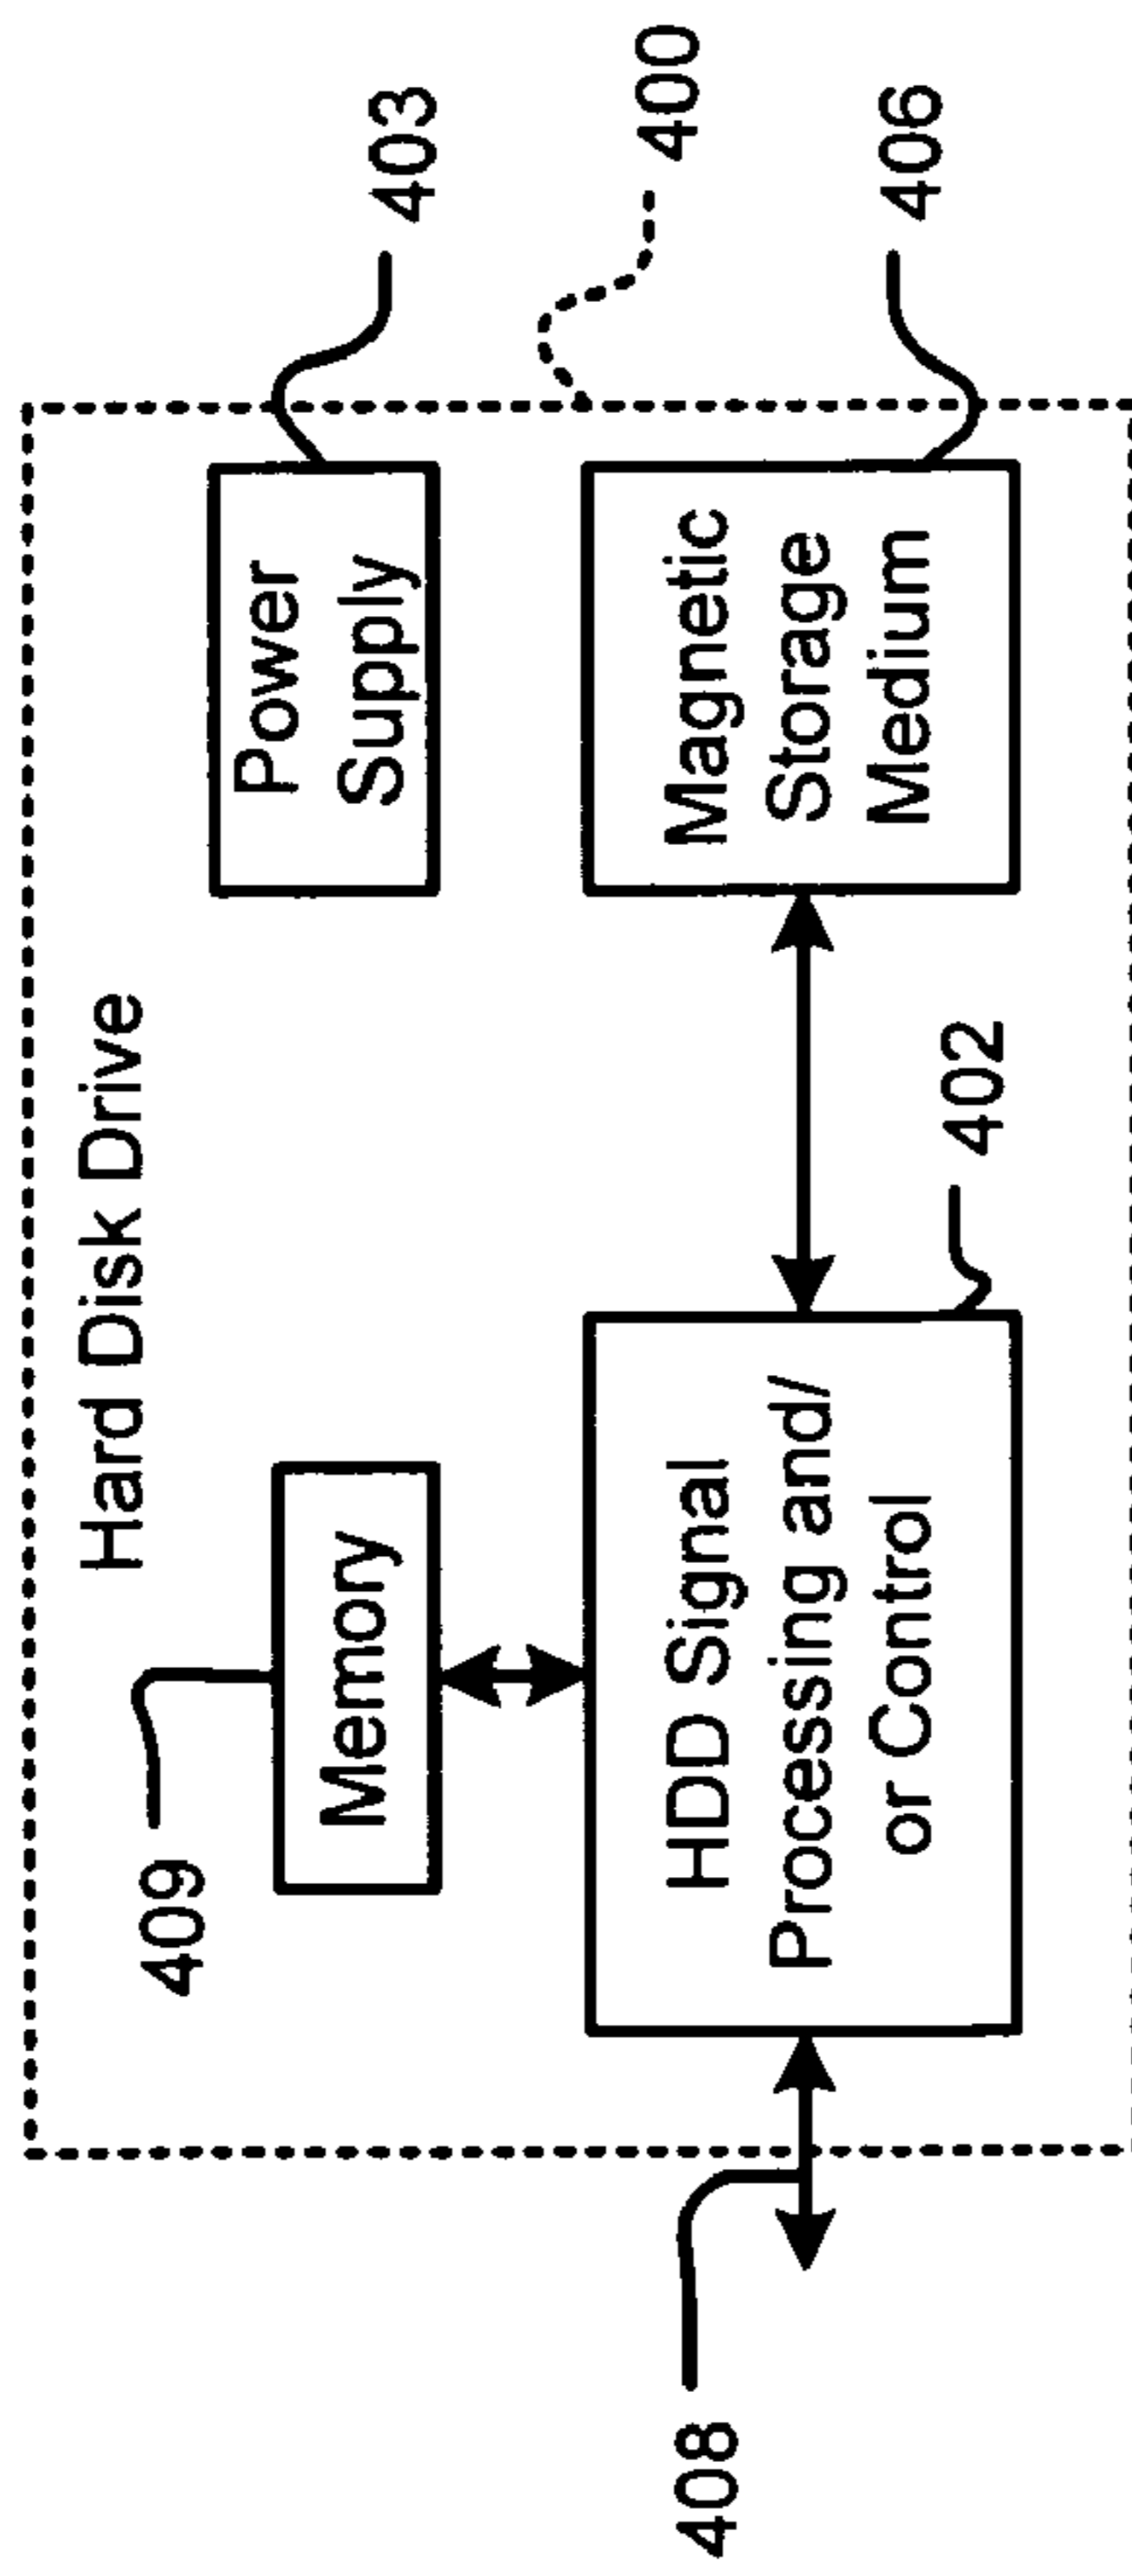 Hard Disk Drive
409
Memory
Power
Supply
403
400
408
HDD Signal
Processing and/
or Control
402
Magnetic
Storage
Medium
406